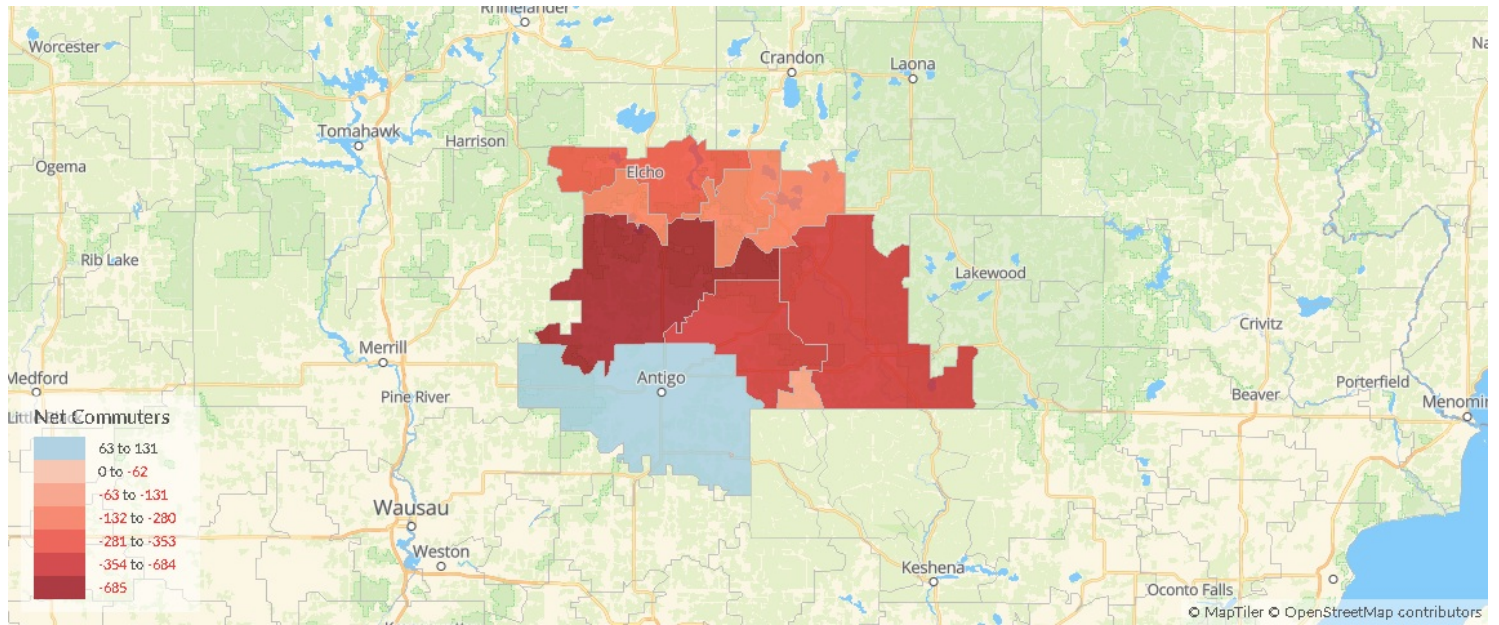 Rhinelander
Worcester
Crandon
Laona
Tomahawk
Harrison
Ogema
Elcho
Rib Lake
Lakewood
Crivitz
Merrill
Medford
Antigo
Pine River
Beaver
Porterfield
Net Commuters
63 to 131
0 to -62
-63 to -131
-132 to -280
-281 to -353
-354 to -684
-685
Wausau
Weston
Keshena
Oconto Falls
© MapTiler © OpenStreetMap contributors